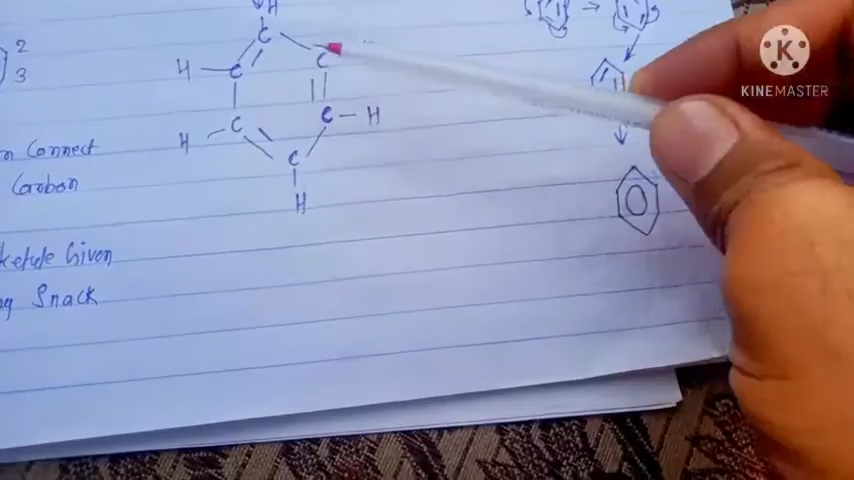 2
3
H
C
H C C
C H
H C
C
H
n Connect
Carbon
kekule Given
g Snack
K
KINEMASTER